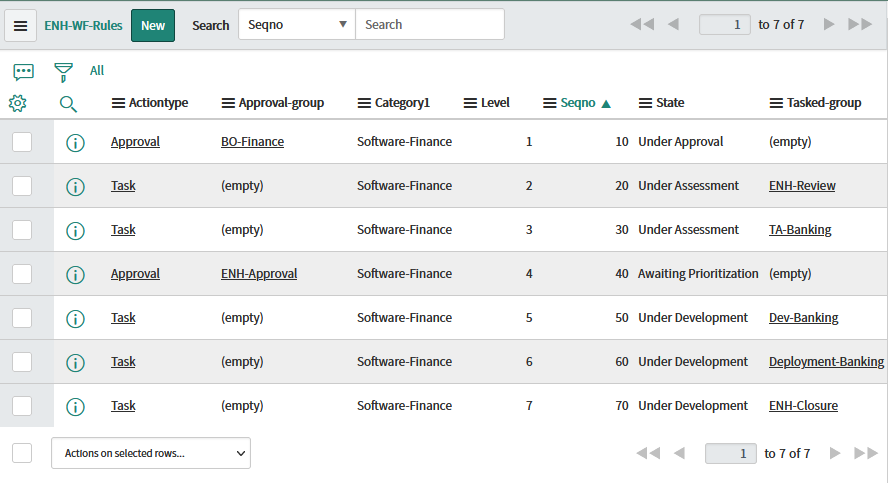 ENH-WF-Rules New Search Seqno Search 1 to 7 of 7
All
Actiontype Approval-group Category1 Level Seqno State Tasked-group
Approval BO-Finance Software-Finance 1 10 Under Approval (empty)
Task (empty) Software-Finance 2 20 Under Assessment ENH-Review
Task (empty) Software-Finance 3 30 Under Assessment TA-Banking
Approval ENH-Approval Software-Finance 4 40 Awaiting Prioritization (empty)
Task (empty) Software-Finance 5 50 Under Development Dev-Banking
Task (empty) Software-Finance 6 60 Under Development Deployment-Banking
Task (empty) Software-Finance 7 70 Under Development ENH-Closure
Actions on selected rows... 1 to 7 of 7